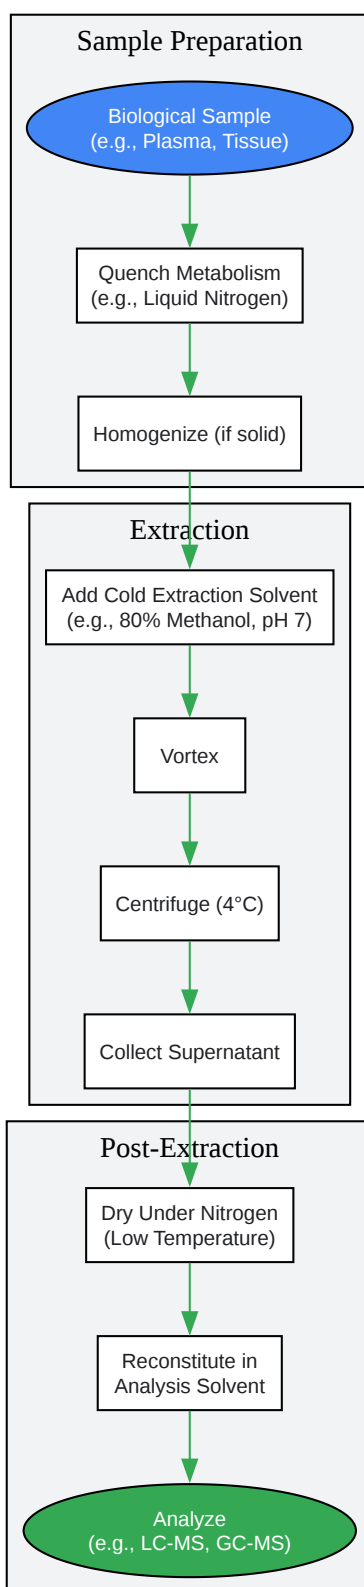 Sample Preparation
Biological Sample
(e.g., Plasma, Tissue)
Quench Metabolism
(e.g., Liquid Nitrogen)
Homogenize (if solid)
Extraction
Add Cold Extraction Solvent
(e.g., 80% Methanol, pH 7)
Vortex
Centrifuge (4°C)
Collect Supernatant
Post-Extraction
Dry Under Nitrogen
(Low Temperature)
Reconstitute in
Analysis Solvent
Analyze
(e.g., LC-MS, GC-MS)